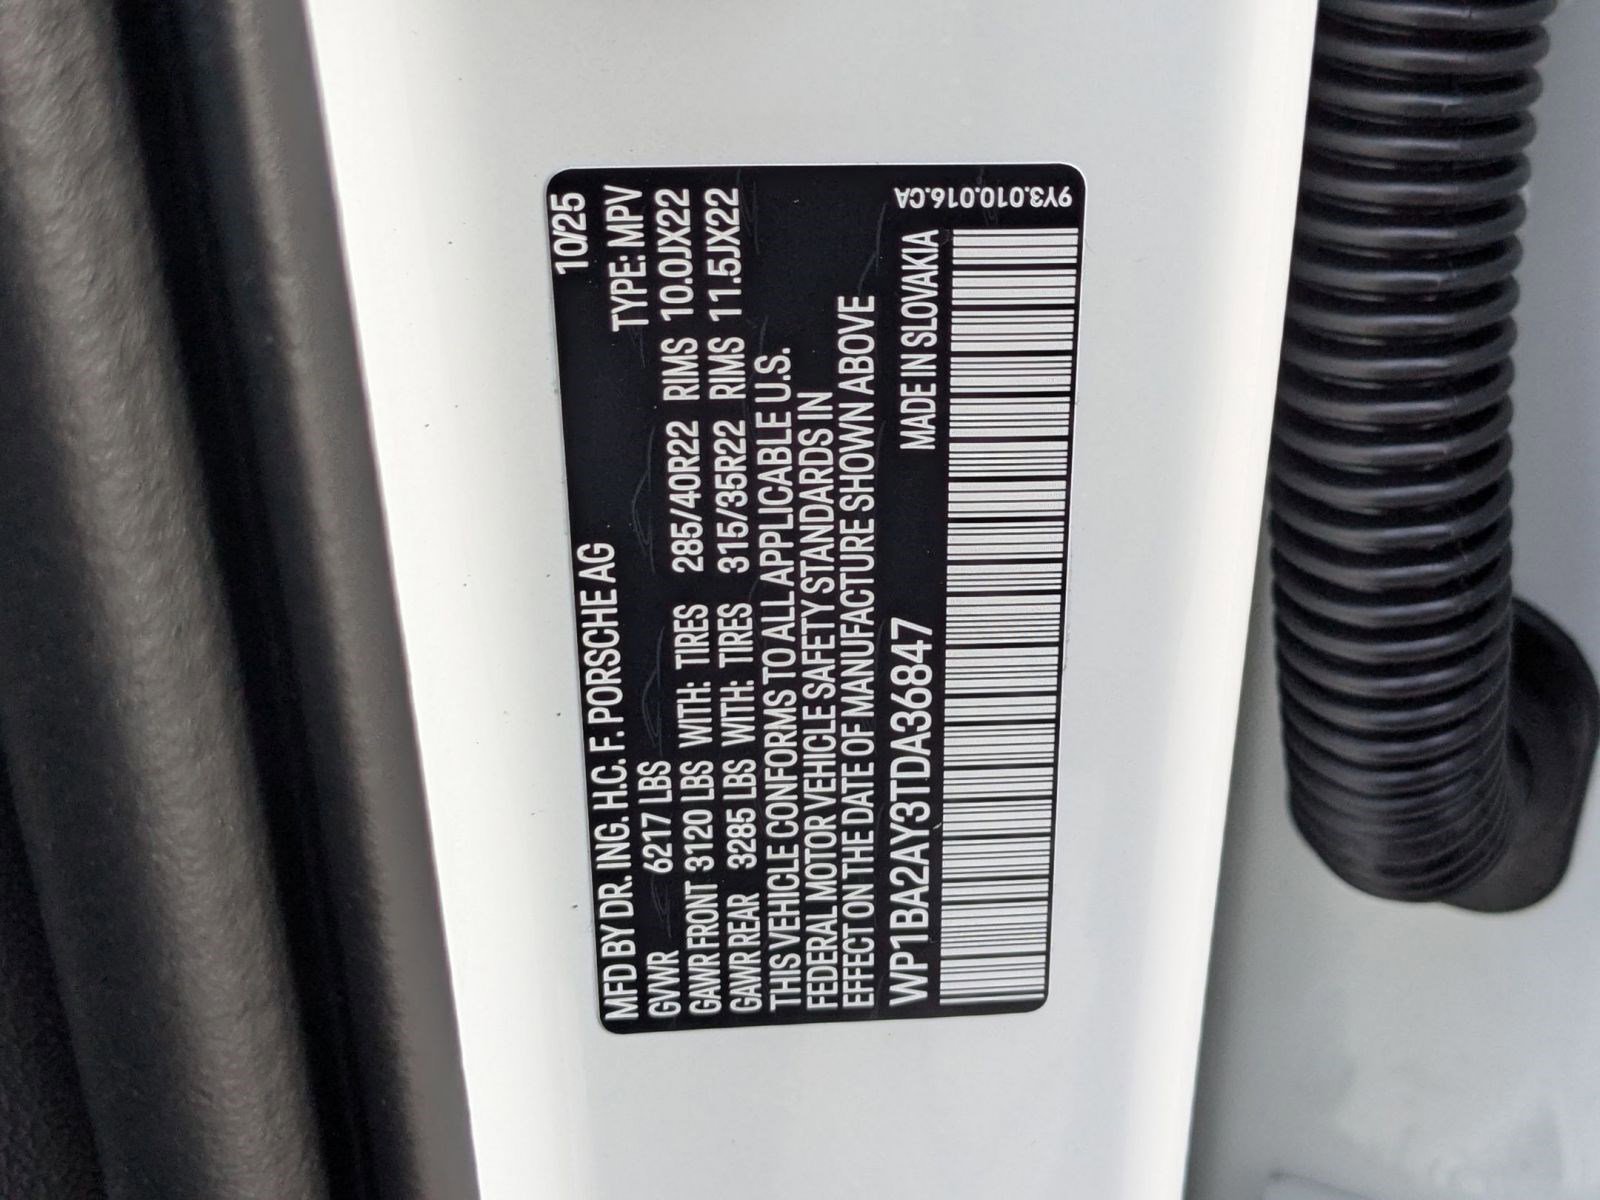 MFD BY DR. ING. H.C. F. PORSCHE AG 10/25
GVWR 6217 LBS TYPE: MPV
GAWR FRONT 3120 LBS WITH: TIRES 285/40R22 RIMS 10.0JX22
GAWR REAR 3285 LBS WITH: TIRES 315/35R22 RIMS 11.5JX22
THIS VEHICLE CONFORMS TO ALL APPLICABLE U.S.
FEDERAL MOTOR VEHICLE SAFETY STANDARDS IN
EFFECT ON THE DATE OF MANUFACTURE SHOWN ABOVE
WP1BA2AY3TDA36847 MADE IN SLOVAKIA
9Y3.010.016.CA